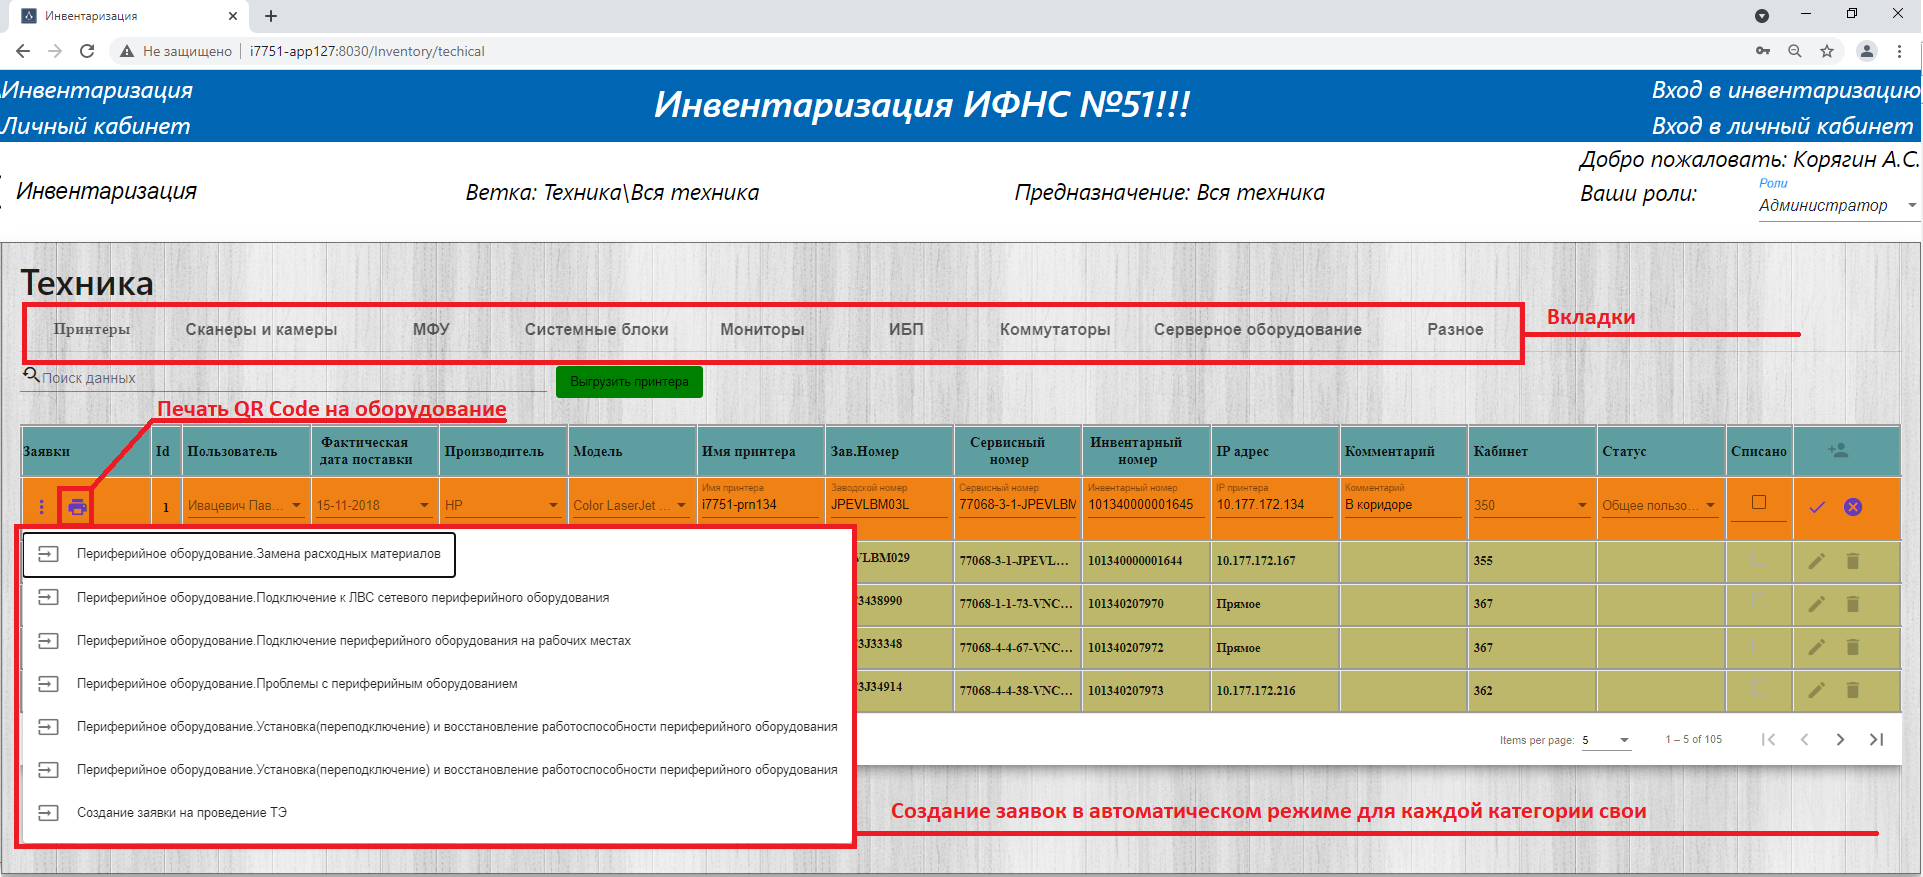 Инвентаризация
Не защищено
i7751-app127:8030/Inventory/techical
Инвентаризация
Личный кабинет
Инвентаризация ИФНС №51!!!
Вход в инвентаризацию
Вход в личный кабинет
Добро пожаловать: Корягин А.С.
Инвентаризация
Ветка: Техника\Вся техника
Предназначение: Вся техника
Ваши роли:
Роли
Администратор
Техника
Принтеры Сканеры и камеры МФУ Системные блоки Мониторы ИБП Коммутаторы Серверное оборудование Разное
Вкладки
Поиск данных
Выгрузить принтера
Печать QR Code на оборудование
Заявки Id Пользователь Фактическая дата поставки Производитель Модель Имя принтера Зав.Номер Сервисный номер Инвентарный номер IP адрес Комментарий Кабинет Статус Списано
Имя принтера Заводской номер Сервисный номер Инвентарный номер IP принтера Комментарий
1 Ивацевич Пав... 15-11-2018 HP Color LaserJet ... i7751-prn134 JPEVLBM03L 77068-3-1-JPEVLBM 101340000001645 10.177.172.134 В коридоре 350 Общее пользо...
VLBM029 77068-3-1-JPEVL... 101340000001644 10.177.172.167 355
3438990 77068-1-1-73-VNC... 101340207970 Прямое 367
3J33348 77068-4-4-67-VNC... 101340207972 Прямое 367
3J34914 77068-4-4-38-VNC... 101340207973 10.177.172.216 362
Периферийное оборудование.Замена расходных материалов
Периферийное оборудование.Подключение к ЛВС сетевого периферийного оборудования
Периферийное оборудование.Подключение периферийного оборудования на рабочих местах
Периферийное оборудование.Проблемы с периферийным оборудованием
Периферийное оборудование.Установка(переподключение) и восстановление работоспособности периферийного оборудования
Периферийное оборудование.Установка(переподключение) и восстановление работоспособности периферийного оборудования
Создание заявки на проведение ТЭ
Items per page: 5 1 – 5 of 105
Создание заявок в автоматическом режиме для каждой категории свои